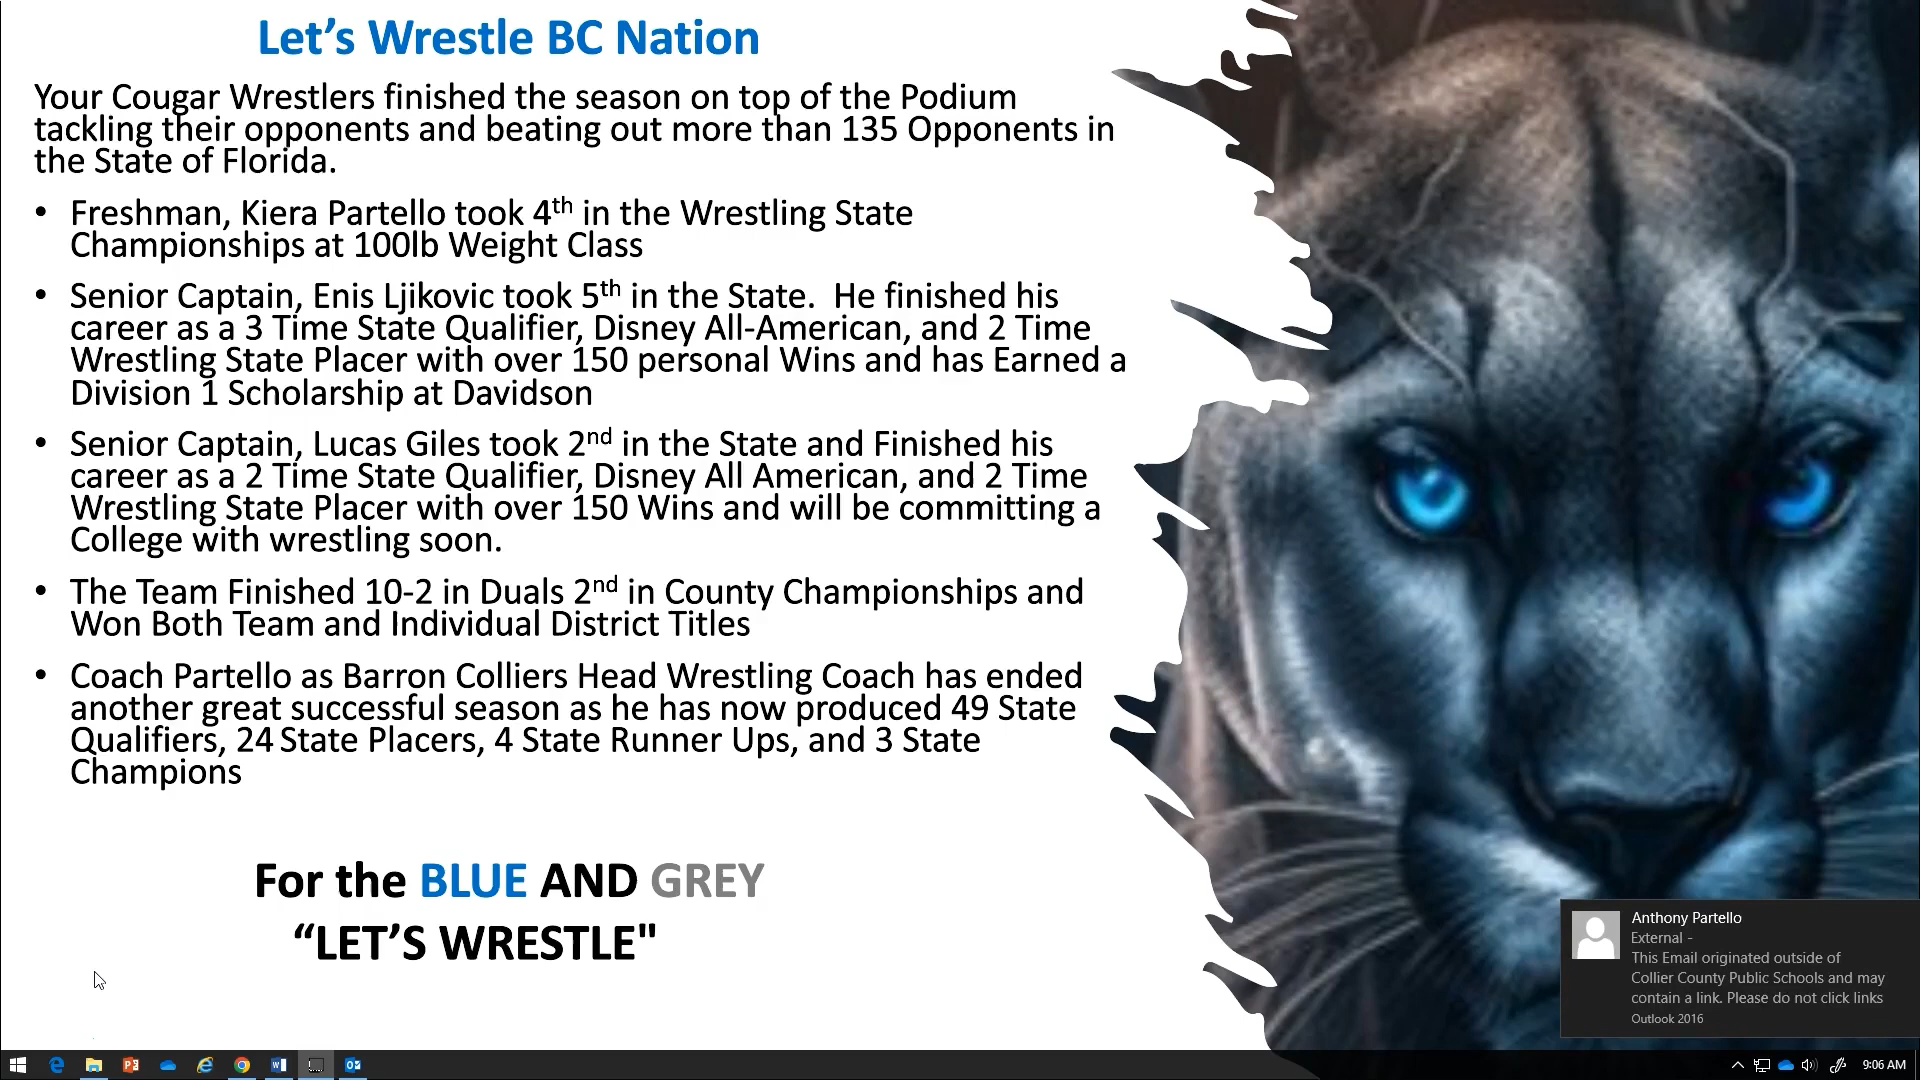 Let's Wrestle BC Nation
Your Cougar Wrestlers finished the season on top of the Podium
tackling their opponents and beating out more than 135 Opponents in
the State of Florida.
• Freshman, Kiera Partello took 4th in the Wrestling State
Championships at 100lb Weight Class
• Senior Captain, Enis Ljikovic took 5th in the State.  He finished his
career as a 3 Time State Qualifier, Disney All-American, and 2 Time
Wrestling State Placer with over 150 personal Wins and has Earned a
Division 1 Scholarship at Davidson
• Senior Captain, Lucas Giles took 2nd in the State and Finished his
career as a 2 Time State Qualifier, Disney All American, and 2 Time
Wrestling State Placer with over 150 Wins and will be committing a
College with wrestling soon.
• The Team Finished 10-2 in Duals 2nd in County Championships and
Won Both Team and Individual District Titles
• Coach Partello as Barron Colliers Head Wrestling Coach has ended
another great successful season as he has now produced 49 State
Qualifiers, 24 State Placers, 4 State Runner Ups, and 3 State
Champions
For the BLUE AND GREY
“LET’S WRESTLE"
Anthony Partello
External -
This Email originated outside of
Collier County Public Schools and may
contain a link. Please do not click links
Outlook 2016
9:06 AM